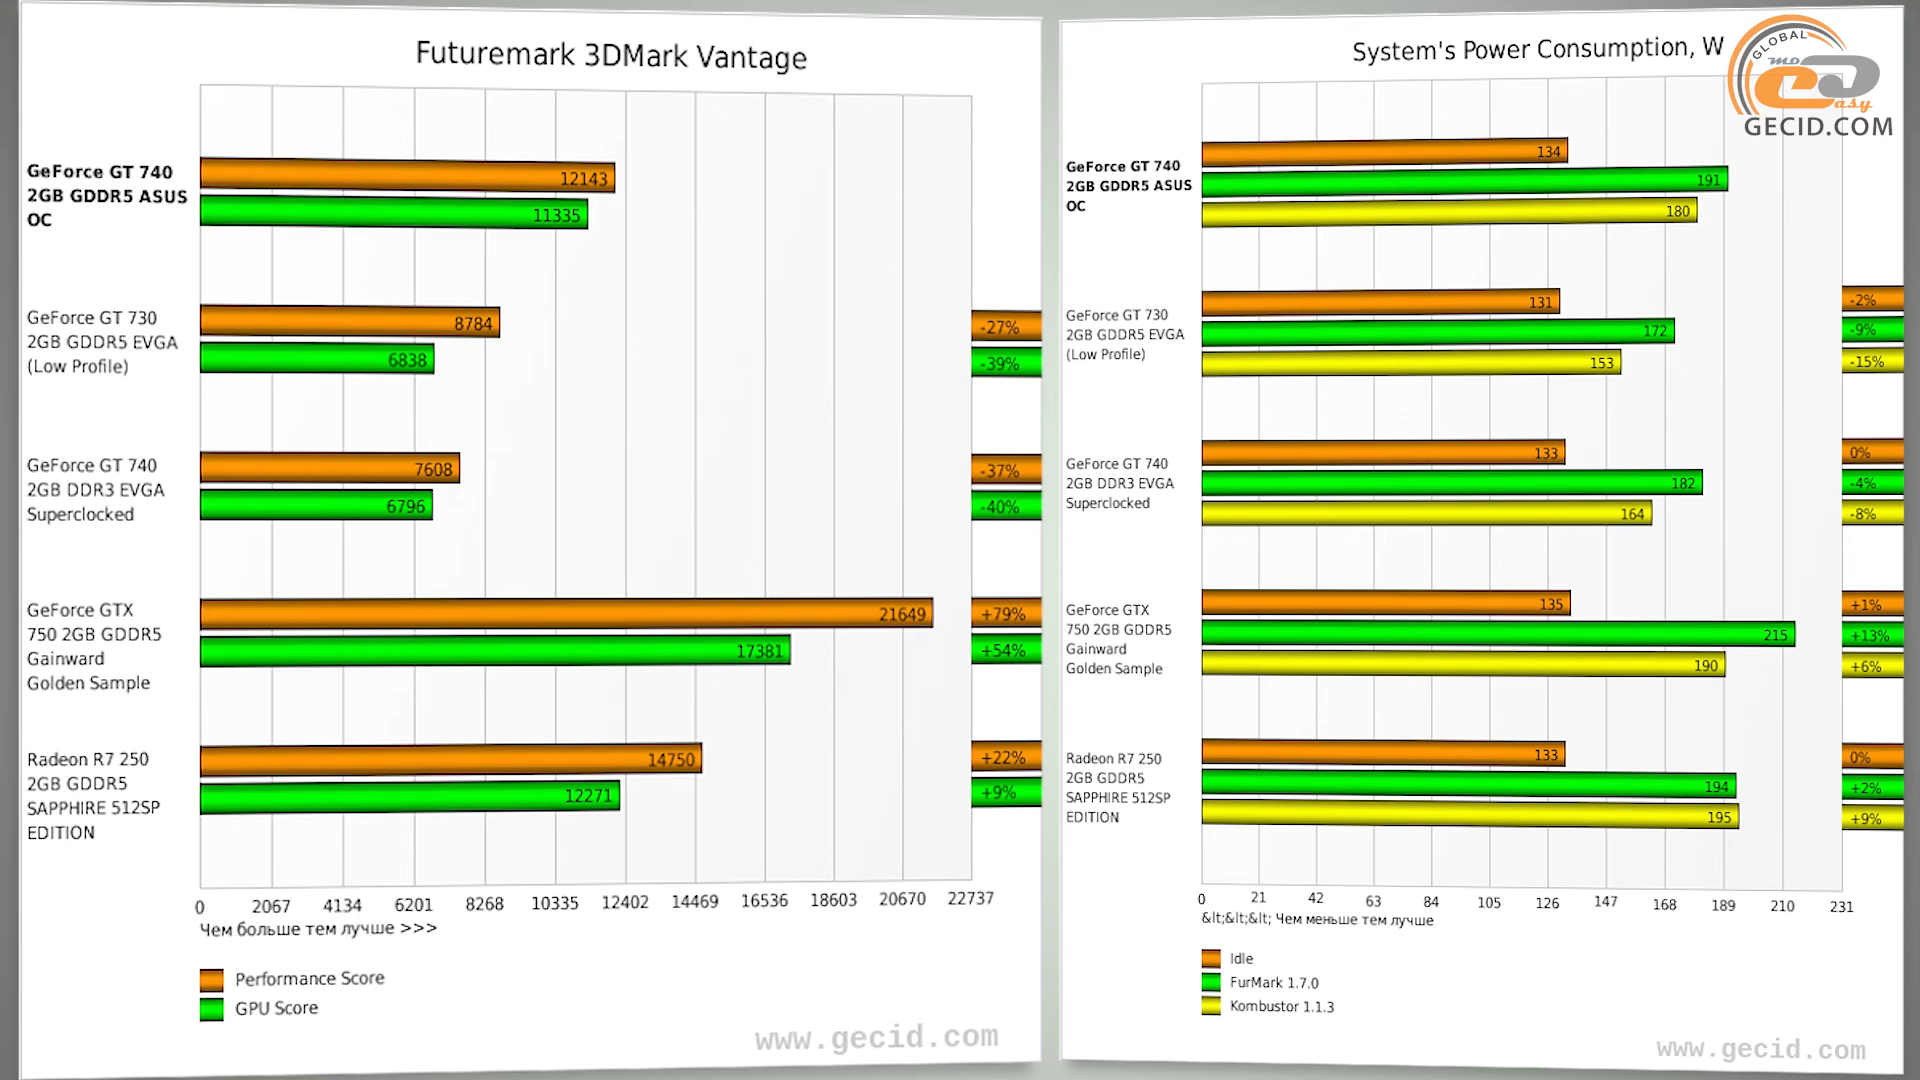 Futuremark 3DMark Vantage
GeForce GT 740
2GB GDDR5 ASUS
OC
12143
11335
GeForce GT 730
2GB GDDR5 EVGA
(Low Profile)
8784
6838
-27%
-39%
GeForce GT 740
2GB DDR3 EVGA
Superclocked
7608
6796
-37%
-40%
GeForce GTX
750 2GB GDDR5
Gainward
Golden Sample
21649
17381
+79%
+54%
Radeon R7 250
2GB GDDR5
SAPPHIRE 512SP
EDITION
14750
12271
+22%
+9%
0 2067 4134 6201 8268 10335 12402 14469 16536 18603 20670 22737
Чем больше тем лучше >>>
Performance Score
GPU Score
www.gecid.com
System's Power Consumption, W
GLOBAL
mo
easy
GECID.COM
GeForce GT 740
2GB GDDR5 ASUS
OC
134
191
180
GeForce GT 730
2GB GDDR5 EVGA
(Low Profile)
131
172
153
-2%
-9%
-15%
GeForce GT 740
2GB DDR3 EVGA
Superclocked
133
182
164
0%
-4%
-8%
GeForce GTX
750 2GB GDDR5
Gainward
Golden Sample
135
215
190
+1%
+13%
+6%
Radeon R7 250
2GB GDDR5
SAPPHIRE 512SP
EDITION
133
194
195
0%
+2%
+9%
0 21 42 63 84 105 126 147 168 189 210 231
&lt;&lt;&lt; Чем меньше тем лучше
Idle
FurMark 1.7.0
Kombustor 1.1.3
www.gecid.com